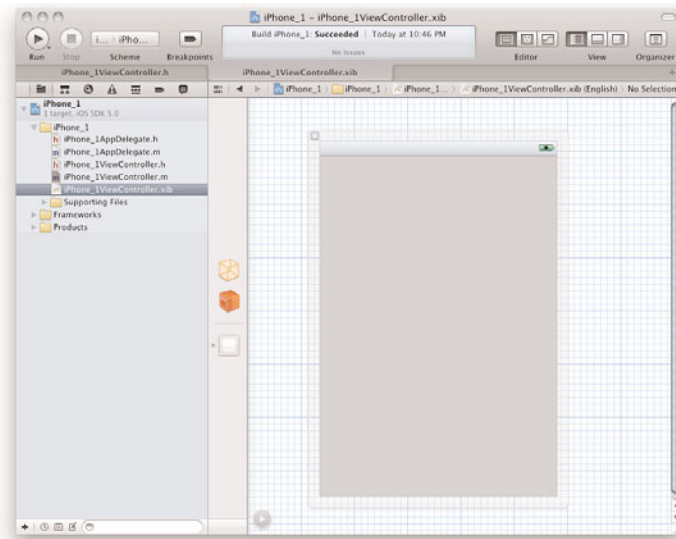 iPhone_1 – iPhone_1ViewController.xib
i... iPho...
Build iPhone_1: Succeeded | Today at 10:46 PM
No Issues
Run Stop Scheme Breakpoints Editor View Organizer
iPhone_1ViewController.h iPhone_1ViewController.xib
iPhone_1 iPhone_1 iPhone_1... iPhone_1ViewController.xib (English) No Selection
iPhone_1
1 target, iOS SDK 5.0
iPhone_1
h iPhone_1AppDelegate.h
m iPhone_1AppDelegate.m
h iPhone_1ViewController.h
m iPhone_1ViewController.m
iPhone_1ViewController.xib
Supporting Files
Frameworks
Products